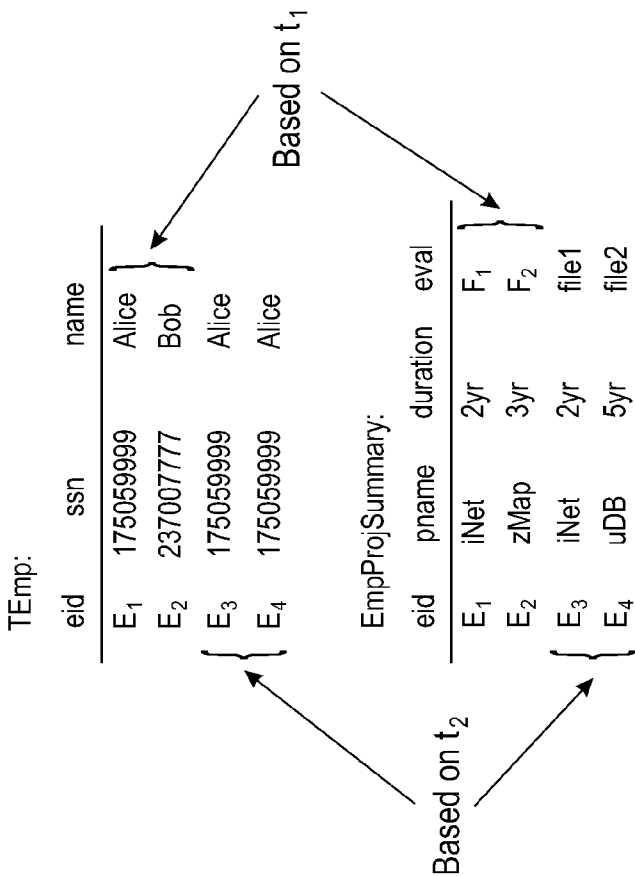 TEmp:
eid ssn name
E₁ 175059999 Alice
E₂ 237007777 Bob
E₃ 175059999 Alice
E₄ 175059999 Alice
Based on t₁
EmpProjSummary:
eid pname duration eval
E₁ iNet 2yr F₁
E₂ zMap 3yr F₂
E₃ iNet 2yr file1
E₄ uDB 5yr file2
Based on t₂